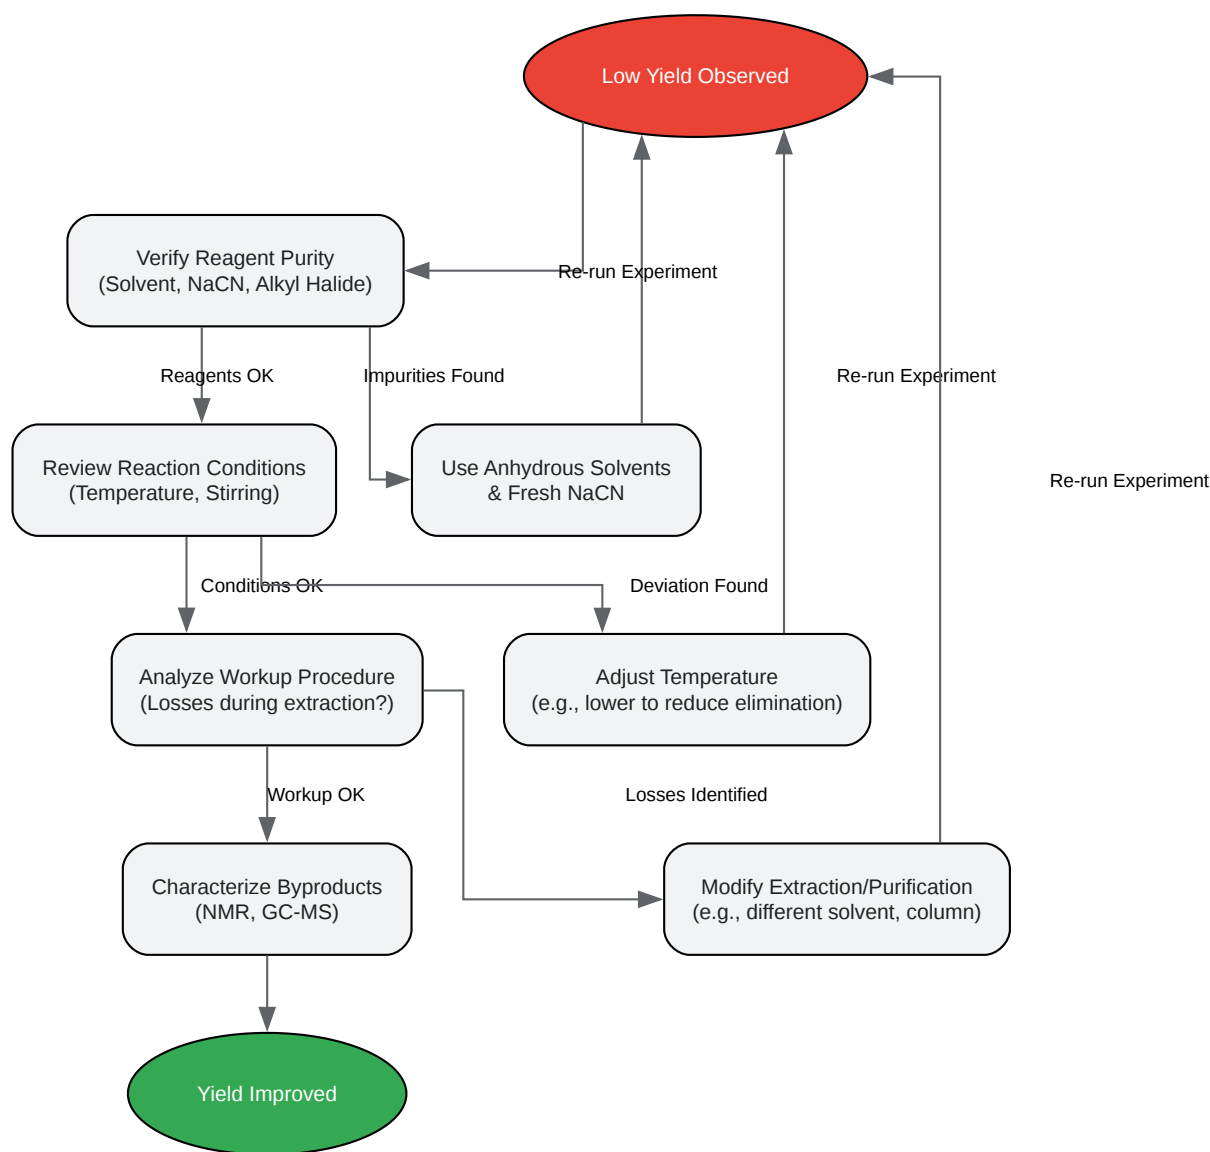 Low Yield Observed
Verify Reagent Purity
(Solvent, NaCN, Alkyl Halide)
Re-run Experiment
Reagents OK
Impurities Found
Re-run Experiment
Review Reaction Conditions
(Temperature, Stirring)
Use Anhydrous Solvents
& Fresh NaCN
Re-run Experiment
Conditions OK
Deviation Found
Analyze Workup Procedure
(Losses during extraction?)
Adjust Temperature
(e.g., lower to reduce elimination)
Workup OK
Losses Identified
Characterize Byproducts
(NMR, GC-MS)
Modify Extraction/Purification
(e.g., different solvent, column)
Yield Improved